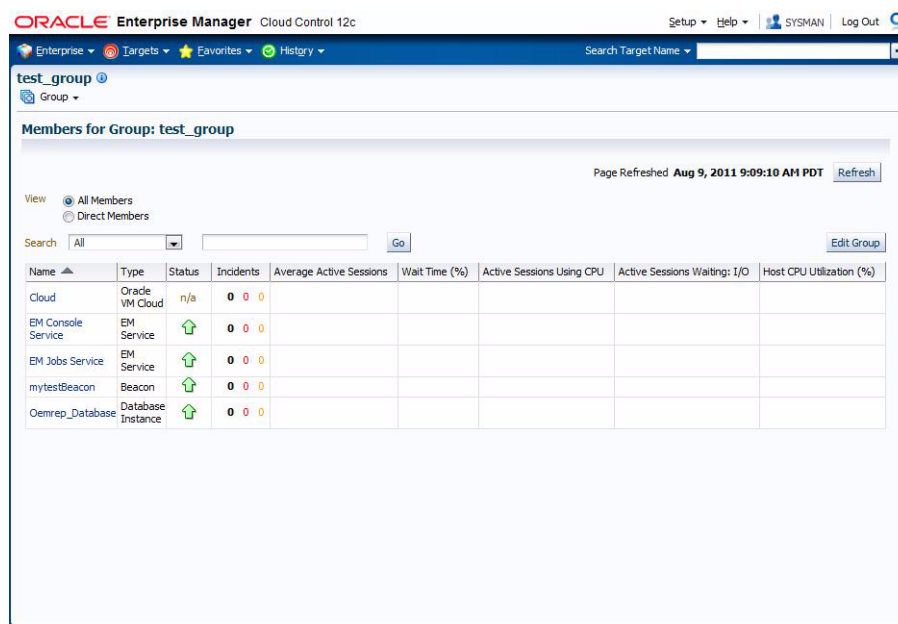 ORACLE Enterprise Manager Cloud Control 12c
Setup Help SYSMAN Log Out
Enterprise Targets Favorites History Search Target Name
test_group
Group
Members for Group: test_group
Page Refreshed Aug 9, 2011 9:09:10 AM PDT Refresh
View All Members
Direct Members
Search All Go Edit Group
Name Type Status Incidents Average Active Sessions Wait Time (%) Active Sessions Using CPU Active Sessions Waiting: I/O Host CPU Utilization (%)
Cloud Oracle VM Cloud n/a 0 0 0
EM Console Service EM Service 0 0 0
EM Jobs Service EM Service 0 0 0
mytestBeacon Beacon 0 0 0
Oemrep_Database Database Instance 0 0 0